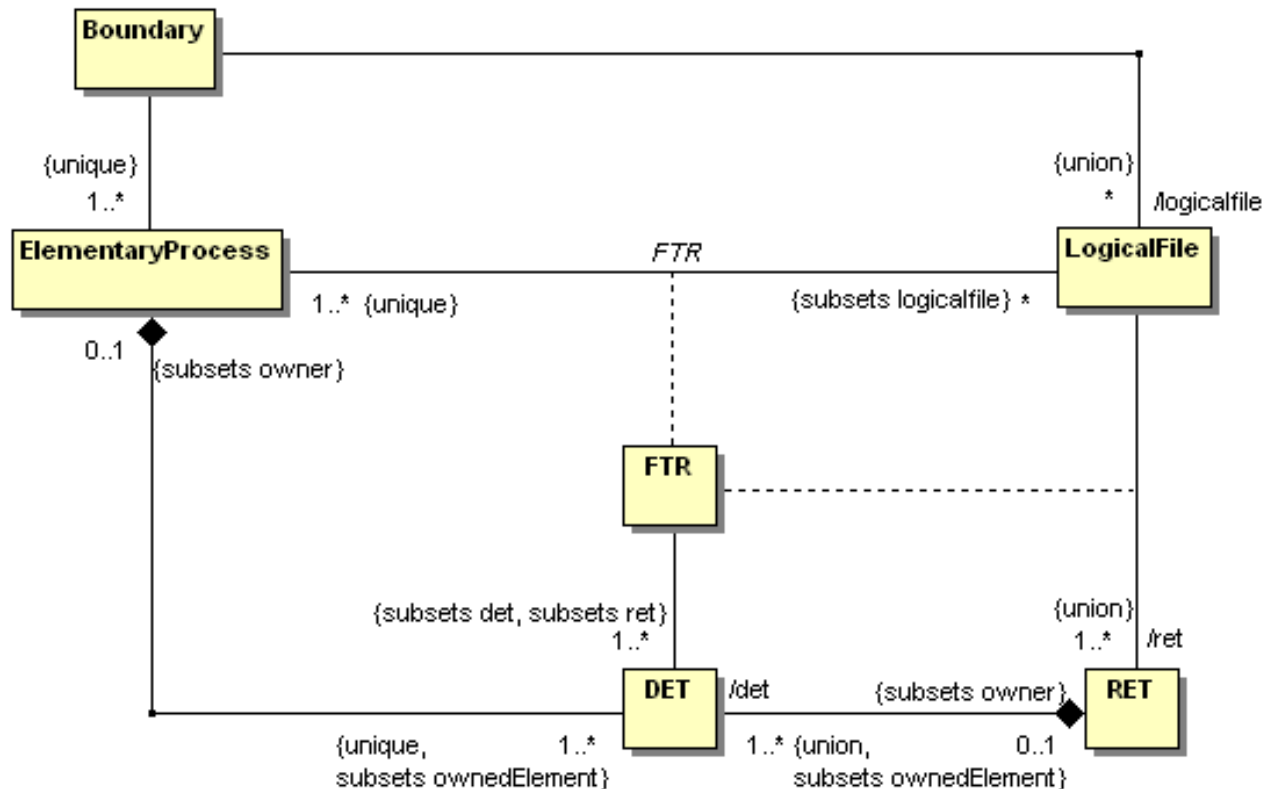 Boundary
{unique}
1..*
{union}
*
/logicalfile
ElementaryProcess
FTR
LogicalFile
1..* {unique}
{subsets logicalfile} *
0..1
{subsets owner}
FTR
{subsets det, subsets ret}
1..*
{union}
1..*
/ret
DET
/det
{subsets owner}
RET
{unique,
1..*
subsets ownedElement}
1..* {union,
0..1
subsets ownedElement}